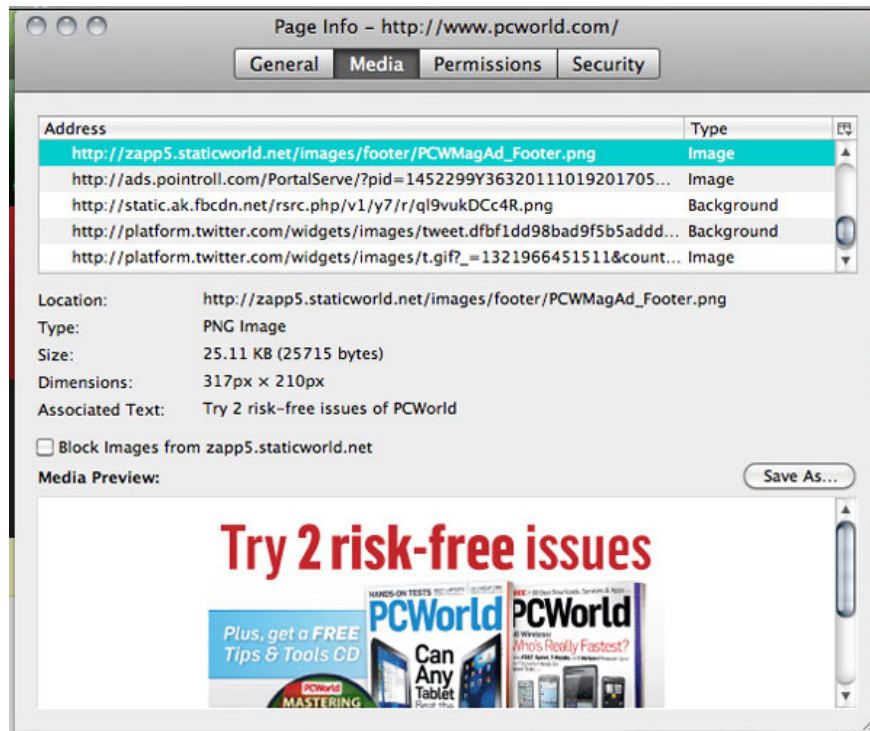 Page Info – http://www.pcworld.com/
General Media Permissions Security
Address Type
http://zapp5.staticworld.net/images/footer/PCWMagAd_Footer.png Image
http://ads.pointroll.com/PortalServe/?pid=1452299Y36320111019201705... Image
http://static.ak.fbcdn.net/rsrc.php/v1/y7/r/ql9vukDCc4R.png Background
http://platform.twitter.com/widgets/images/tweet.dfbf1dd98bad9f5b5addd... Background
http://platform.twitter.com/widgets/images/t.gif?_=1321966451511&count... Image
Location: http://zapp5.staticworld.net/images/footer/PCWMagAd_Footer.png
Type: PNG Image
Size: 25.11 KB (25715 bytes)
Dimensions: 317px × 210px
Associated Text: Try 2 risk-free issues of PCWorld
Block Images from zapp5.staticworld.net
Media Preview: Save As...
Try 2 risk-free issues
HANDS-ON TESTS
PCWorld PCWorld
Plus, get a FREE
Tips & Tools CD
Who's Really Fastest?
Can
Any
Tablet
Beat the
PCWorld
MASTERING